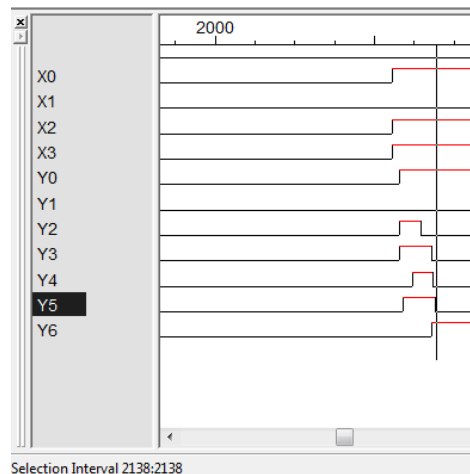 2000
X0
X1
X2
X3
Y0
Y1
Y2
Y3
Y4
Y5
Y6
Selection Interval 2138:2138